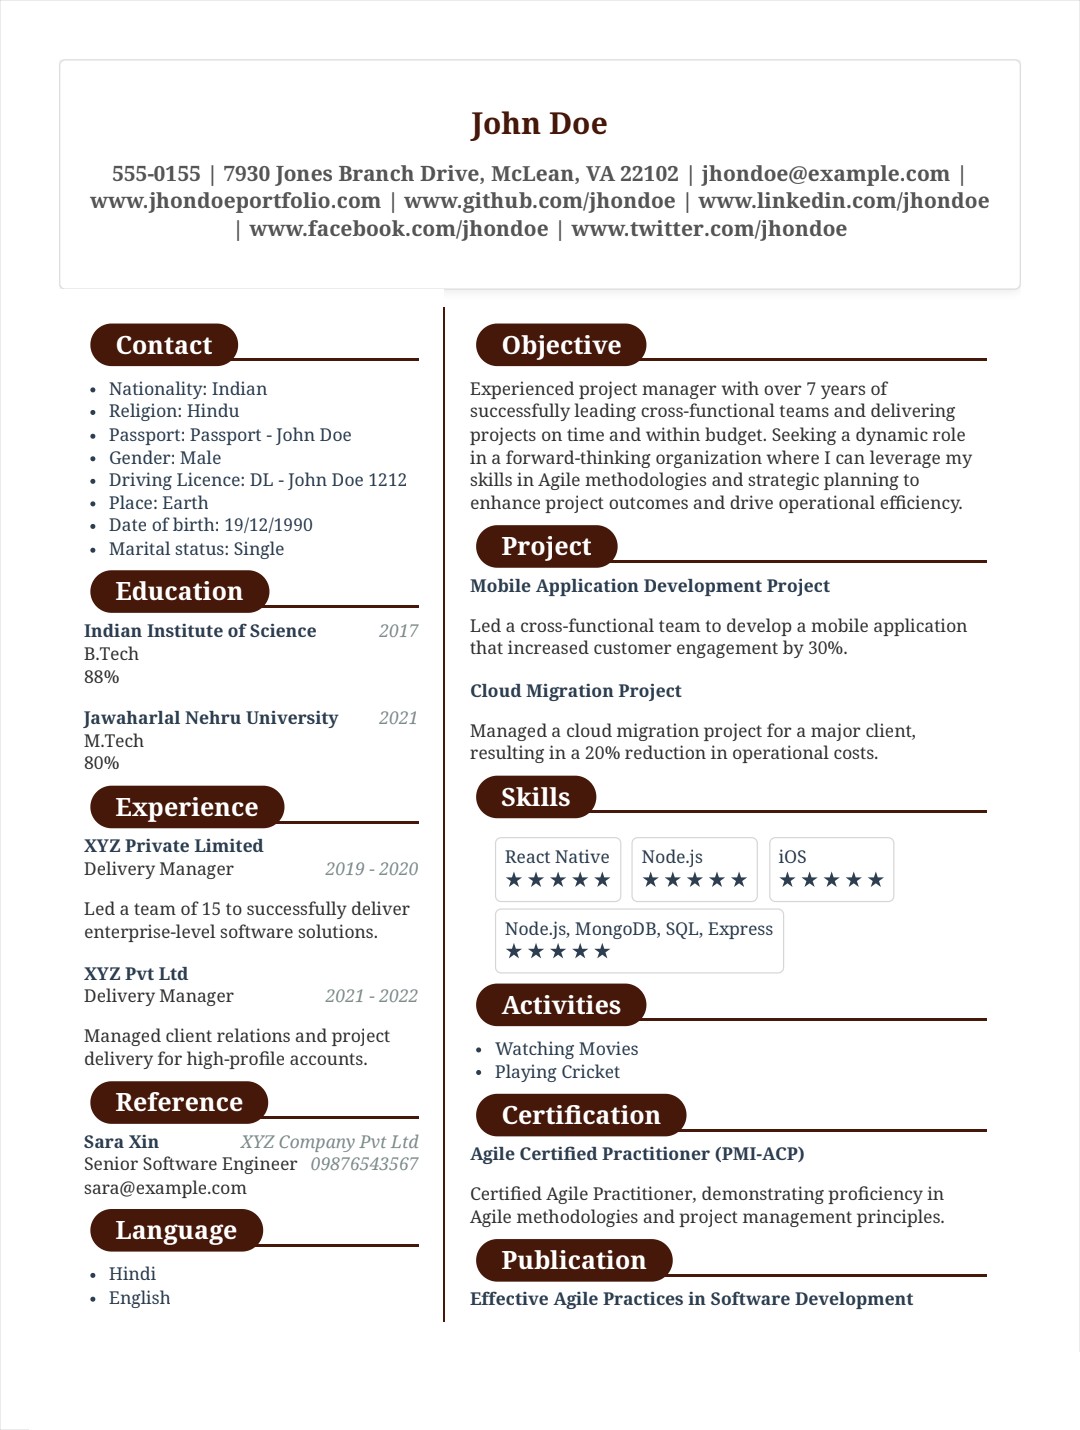 John Doe
555-0155 | 7930 Jones Branch Drive, McLean, VA 22102 | jhondoe@example.com |
www.jhondoeportfolio.com | www.github.com/jhondoe | www.linkedin.com/jhondoe
| www.facebook.com/jhondoe | www.twitter.com/jhondoe
Contact
• Nationality: Indian
• Religion: Hindu
• Passport: Passport - John Doe
• Gender: Male
• Driving Licence: DL - John Doe 1212
• Place: Earth
• Date of birth: 19/12/1990
• Marital status: Single
Education
Indian Institute of Science 2017
B.Tech
88%
Jawaharlal Nehru University 2021
M.Tech
80%
Experience
XYZ Private Limited
Delivery Manager 2019 - 2020
Led a team of 15 to successfully deliver
enterprise-level software solutions.
XYZ Pvt Ltd
Delivery Manager 2021 - 2022
Managed client relations and project
delivery for high-profile accounts.
Reference
Sara Xin XYZ Company Pvt Ltd
Senior Software Engineer 09876543567
sara@example.com
Language
• Hindi
• English
Objective
Experienced project manager with over 7 years of
successfully leading cross-functional teams and delivering
projects on time and within budget. Seeking a dynamic role
in a forward-thinking organization where I can leverage my
skills in Agile methodologies and strategic planning to
enhance project outcomes and drive operational efficiency.
Project
Mobile Application Development Project
Led a cross-functional team to develop a mobile application
that increased customer engagement by 30%.
Cloud Migration Project
Managed a cloud migration project for a major client,
resulting in a 20% reduction in operational costs.
Skills
React Native Node.js iOS
★★★★★ ★★★★★ ★★★★★
Node.js, MongoDB, SQL, Express
★★★★★
Activities
• Watching Movies
• Playing Cricket
Certification
Agile Certified Practitioner (PMI-ACP)
Certified Agile Practitioner, demonstrating proficiency in
Agile methodologies and project management principles.
Publication
Effective Agile Practices in Software Development